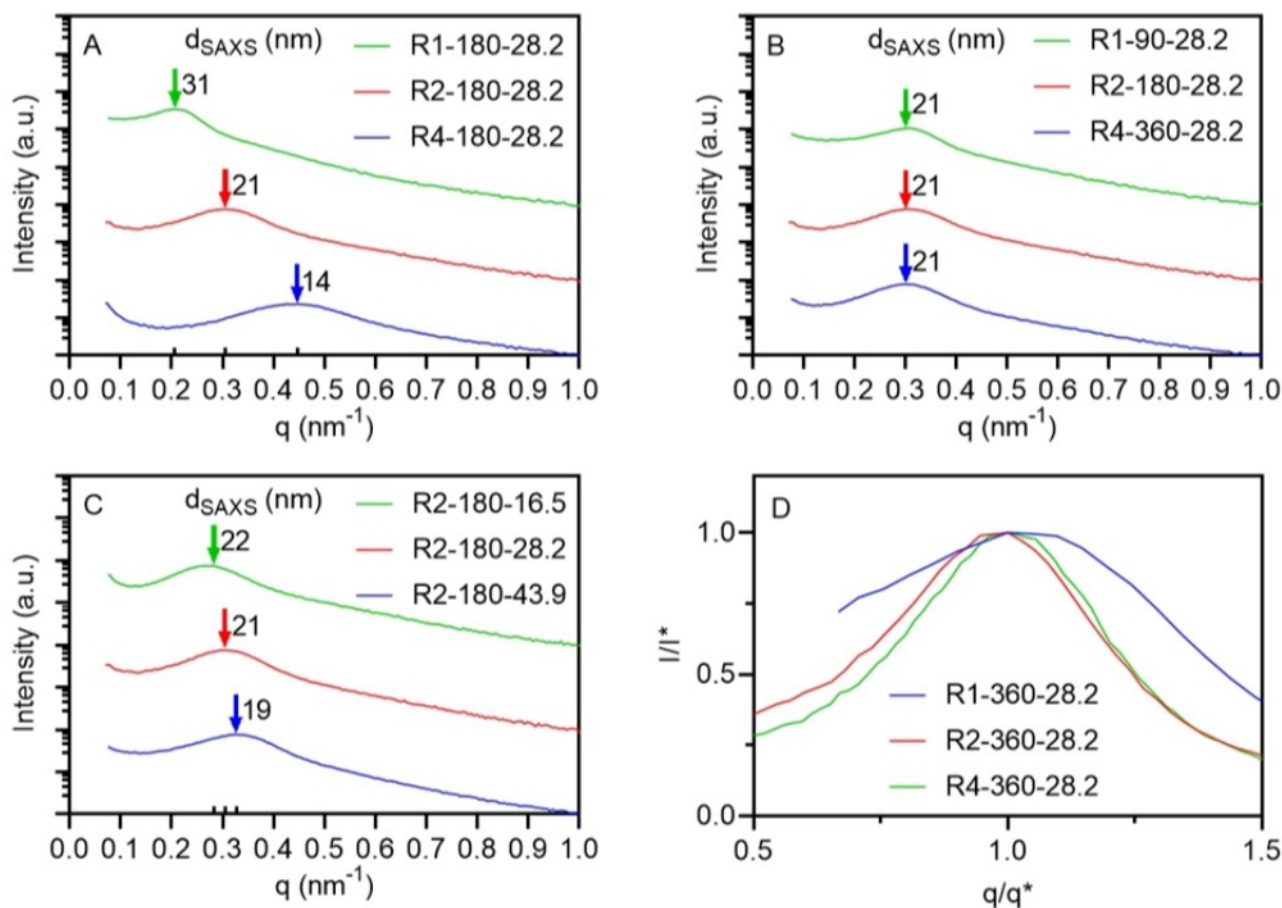 A
d_SAXS (nm)
R1-180-28.2
R2-180-28.2
R4-180-28.2
31
21
14
Intensity (a.u.)
0.0 0.1 0.2 0.3 0.4 0.5 0.6 0.7 0.8 0.9 1.0
q (nm⁻¹)
B
d_SAXS (nm)
R1-90-28.2
R2-180-28.2
R4-360-28.2
21
21
21
Intensity (a.u.)
0.0 0.1 0.2 0.3 0.4 0.5 0.6 0.7 0.8 0.9 1.0
q (nm⁻¹)
C
d_SAXS (nm)
R2-180-16.5
R2-180-28.2
R2-180-43.9
22
21
19
Intensity (a.u.)
0.0 0.1 0.2 0.3 0.4 0.5 0.6 0.7 0.8 0.9 1.0
q (nm⁻¹)
D
1.0
0.5
0.0
I/I*
R1-360-28.2
R2-360-28.2
R4-360-28.2
0.5 1.0 1.5
q/q*